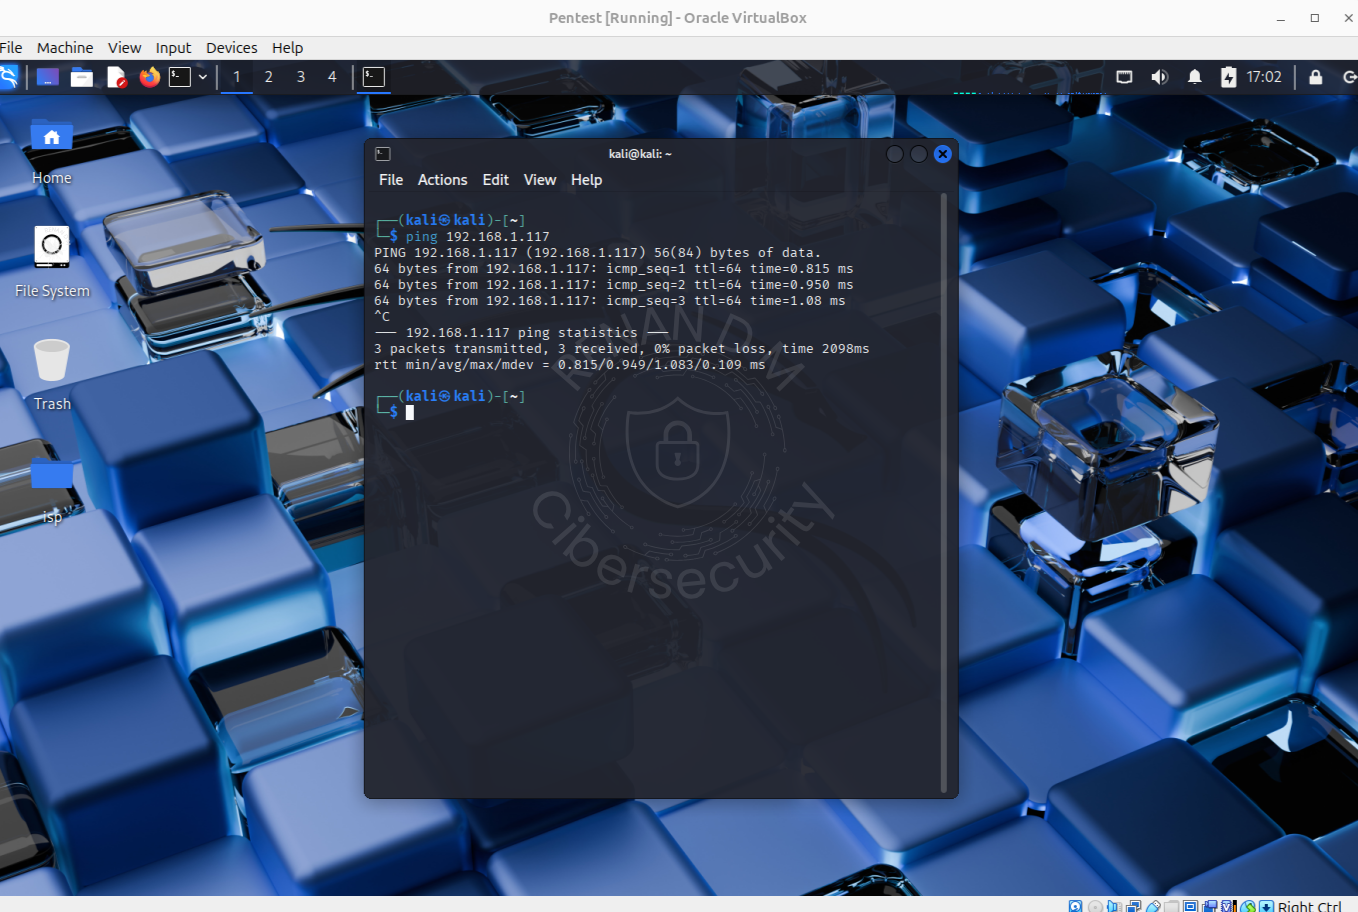 Pentest [Running] - Oracle VirtualBox
File Machine View Input Devices Help
1 2 3 4
17:02
Home
File System
Trash
isp
kali@kali: ~
File Actions Edit View Help
┌──(kali㉿kali)-[~]
└─$ ping 192.168.1.117
PING 192.168.1.117 (192.168.1.117) 56(84) bytes of data.
64 bytes from 192.168.1.117: icmp_seq=1 ttl=64 time=0.815 ms
64 bytes from 192.168.1.117: icmp_seq=2 ttl=64 time=0.950 ms
64 bytes from 192.168.1.117: icmp_seq=3 ttl=64 time=1.08 ms
^C
─── 192.168.1.117 ping statistics ───
3 packets transmitted, 3 received, 0% packet loss, time 2098ms
rtt min/avg/max/mdev = 0.815/0.949/1.083/0.109 ms
┌──(kali㉿kali)-[~]
└─$
Cibersecurity
Right Ctrl